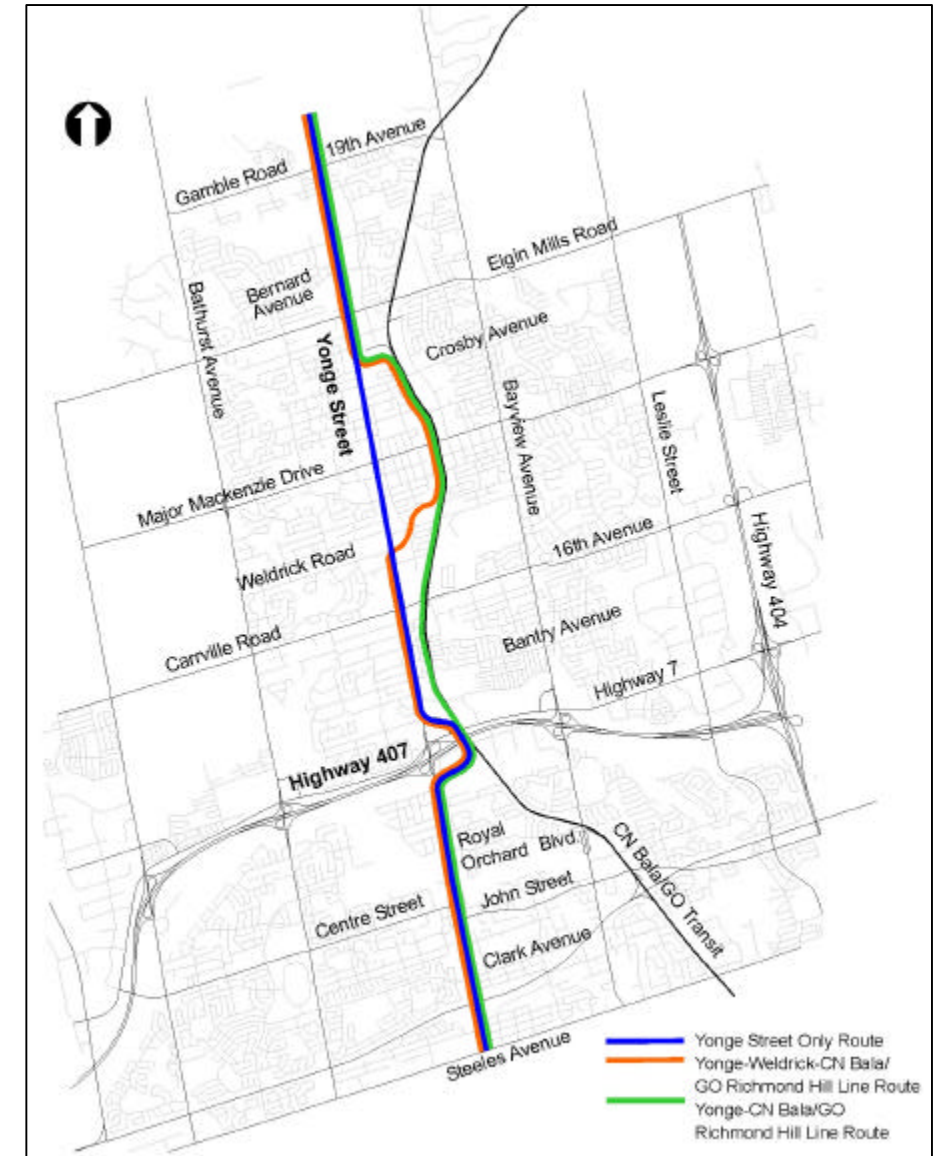 19th Avenue
Gamble Road
Elgin Mills Road
Bernard
Avenue
Bathurst Avenue
Crosby Avenue
Yonge Street
Bayview Avenue
Leslie Street
Major Mackenzie Drive
16th Avenue
Weldrick Road
Highway 404
Bantry Avenue
Carrville Road
Highway 7
Highway 407
Royal
Orchard Blvd.
CN Bala/GO Transit
John Street
Centre Street
Clark Avenue
Steeles Avenue
Yonge Street Only Route
Yonge-Weldrick-CN Bala/
GO Richmond Hill Line Route
Yonge-CN Bala/GO
Richmond Hill Line Route